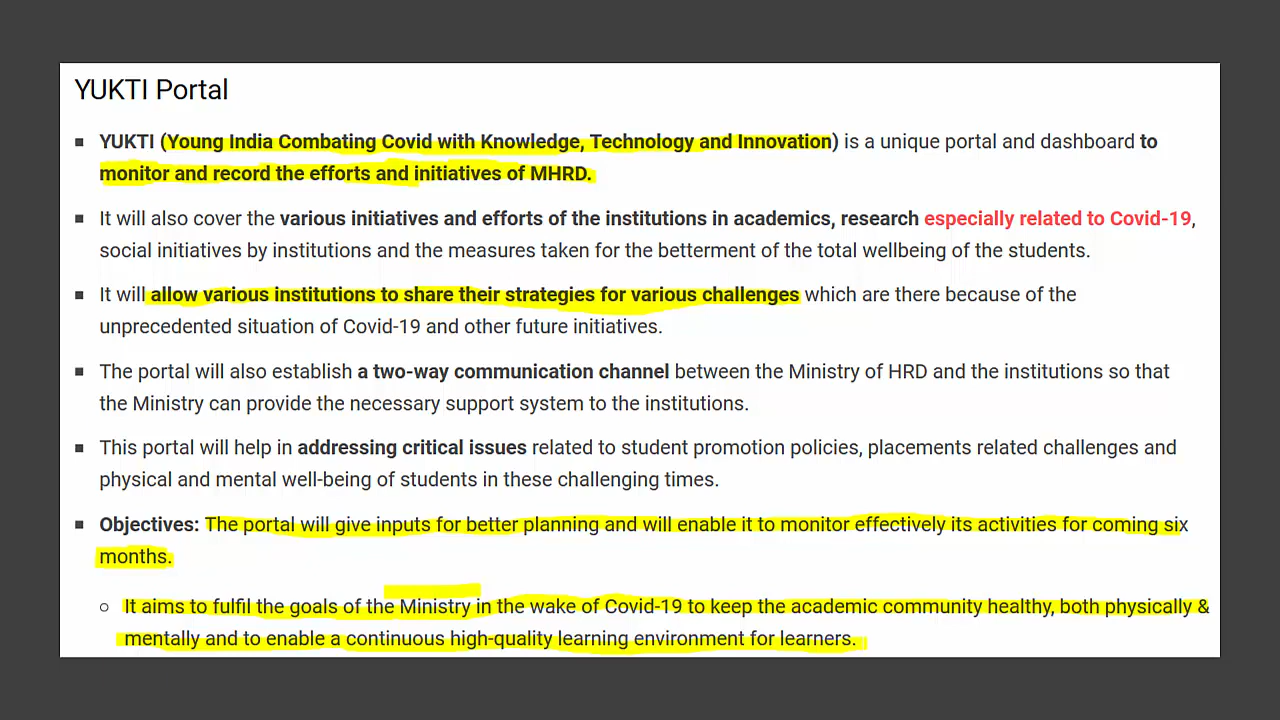 YUKTI Portal
YUKTI (Young India Combating Covid with Knowledge, Technology and Innovation) is a unique portal and dashboard to
monitor and record the efforts and initiatives of MHRD.
It will also cover the various initiatives and efforts of the institutions in academics, research especially related to Covid-19,
social initiatives by institutions and the measures taken for the betterment of the total wellbeing of the students.
It will allow various institutions to share their strategies for various challenges which are there because of the
unprecedented situation of Covid-19 and other future initiatives.
The portal will also establish a two-way communication channel between the Ministry of HRD and the institutions so that
the Ministry can provide the necessary support system to the institutions.
This portal will help in addressing critical issues related to student promotion policies, placements related challenges and
physical and mental well-being of students in these challenging times.
Objectives: The portal will give inputs for better planning and will enable it to monitor effectively its activities for coming six
months.
It aims to fulfil the goals of the Ministry in the wake of Covid-19 to keep the academic community healthy, both physically &
mentally and to enable a continuous high-quality learning environment for learners.